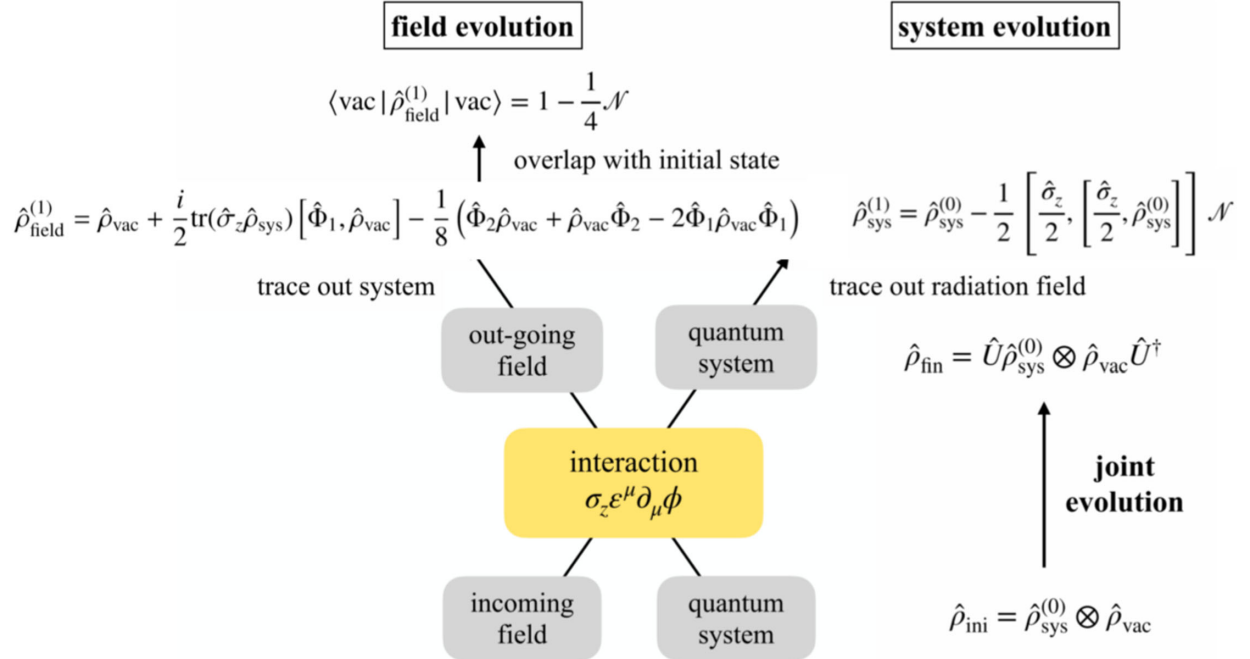 field evolution
system evolution
⟨vac|ρ̂_field^(1)|vac⟩ = 1 − 1/4 𝒩
overlap with initial state
ρ̂_field^(1) = ρ̂_vac + i/2 tr(σ̂_z ρ̂_sys) [Φ̂_1, ρ̂_vac] − 1/8 (Φ̂_2 ρ̂_vac + ρ̂_vac Φ̂_2 − 2Φ̂_1 ρ̂_vac Φ̂_1)
ρ̂_sys^(1) = ρ̂_sys^(0) − 1/2 [σ̂_z/2, [σ̂_z/2, ρ̂_sys^(0)]] 𝒩
trace out system
trace out radiation field
out-going
field
quantum
system
ρ̂_fin = Û ρ̂_sys^(0) ⊗ ρ̂_vac Û^†
interaction
σ_z ε^μ ∂_μ ϕ
joint
evolution
incoming
field
quantum
system
ρ̂_ini = ρ̂_sys^(0) ⊗ ρ̂_vac